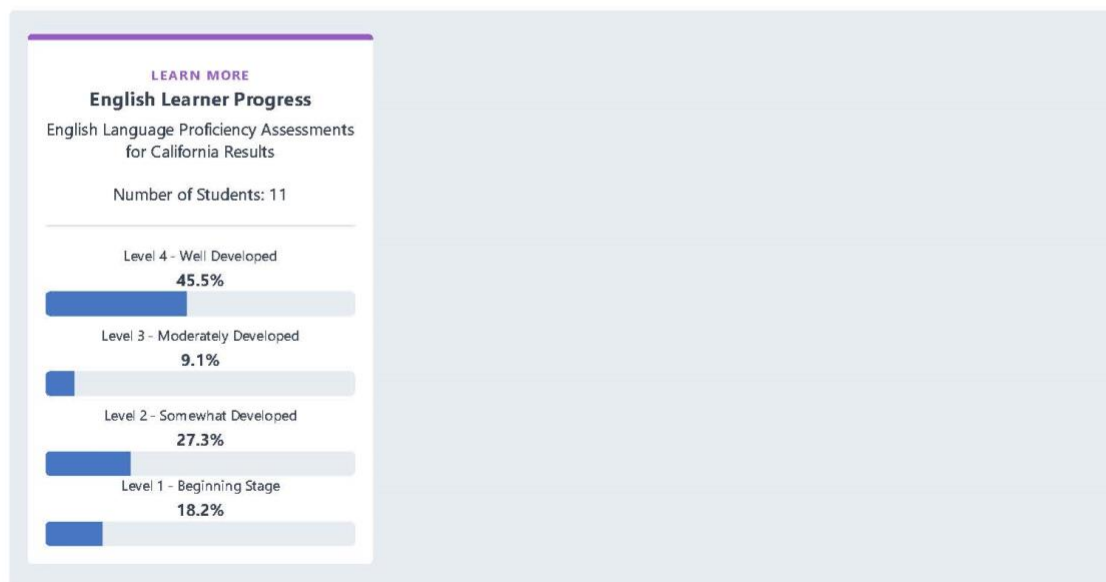 LEARN MORE
English Learner Progress
English Language Proficiency Assessments
for California Results
Number of Students: 11
Level 4 - Well Developed
45.5%
Level 3 - Moderately Developed
9.1%
Level 2 - Somewhat Developed
27.3%
Level 1 - Beginning Stage
18.2%